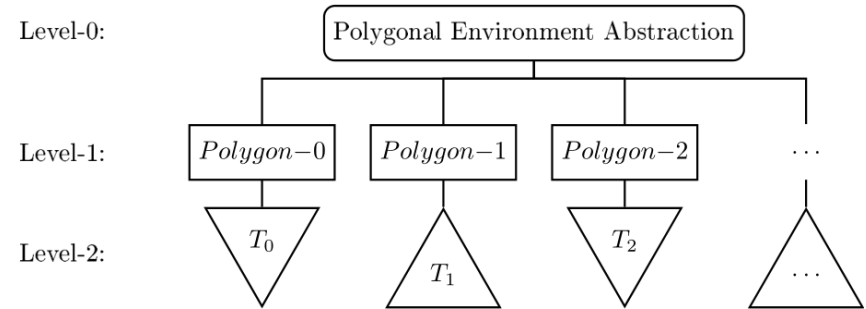 Level-0: Polygonal Environment Abstraction
Level-1: Polygon−0 Polygon−1 Polygon−2 ...
Level-2: T0 T1 T2 ...